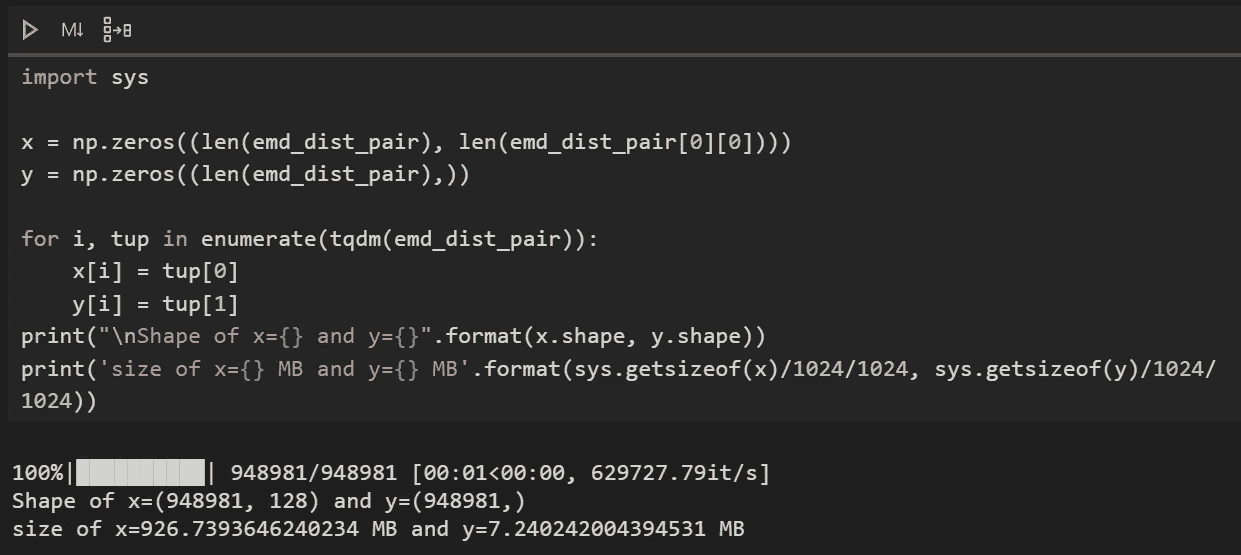 M↓
import sys
x = np.zeros((len(emd_dist_pair), len(emd_dist_pair[0][0])))
y = np.zeros((len(emd_dist_pair),))
for i, tup in enumerate(tqdm(emd_dist_pair)):
    x[i] = tup[0]
    y[i] = tup[1]
print("\nShape of x={} and y={}".format(x.shape, y.shape))
print('size of x={} MB and y={} MB'.format(sys.getsizeof(x)/1024/1024, sys.getsizeof(y)/1024/
1024))
100%|██████████| 948981/948981 [00:01<00:00, 629727.79it/s]
Shape of x=(948981, 128) and y=(948981,)
size of x=926.7393646240234 MB and y=7.240242004394531 MB